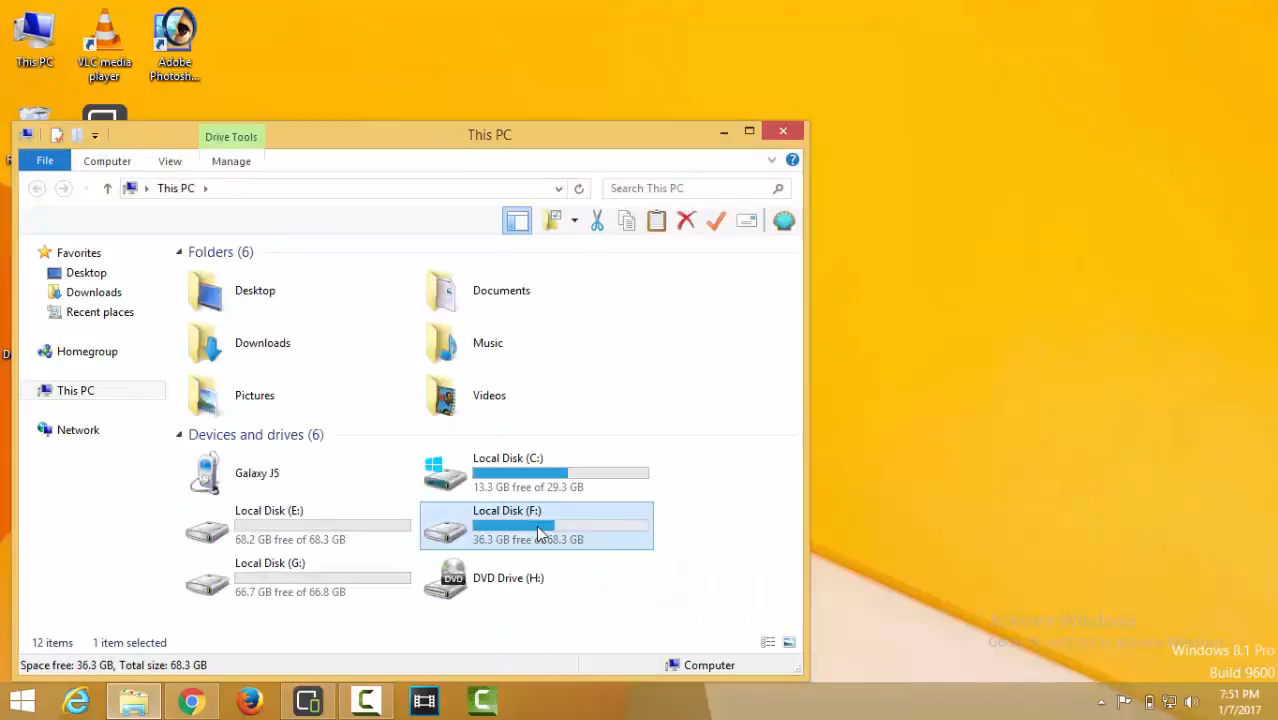 This PC
VLC media
player
Adobe
Photosh...
Drive Tools
This PC
File
Computer
View
Manage
This PC
Search This PC
Favorites
Desktop
Downloads
Recent places
Homegroup
This PC
Network
Folders (6)
Desktop
Documents
Downloads
Music
Pictures
Videos
Devices and drives (6)
Galaxy J5
Local Disk (C:)
13.3 GB free of 29.3 GB
Local Disk (E:)
68.2 GB free of 68.3 GB
Local Disk (F:)
36.3 GB free of 68.3 GB
Local Disk (G:)
66.7 GB free of 66.8 GB
DVD
DVD Drive (H:)
12 items
1 item selected
Space free: 36.3 GB, Total size: 68.3 GB
Computer
Activate Windows
Windows 8.1 Pro
Build 9600
7:51 PM
1/7/2017